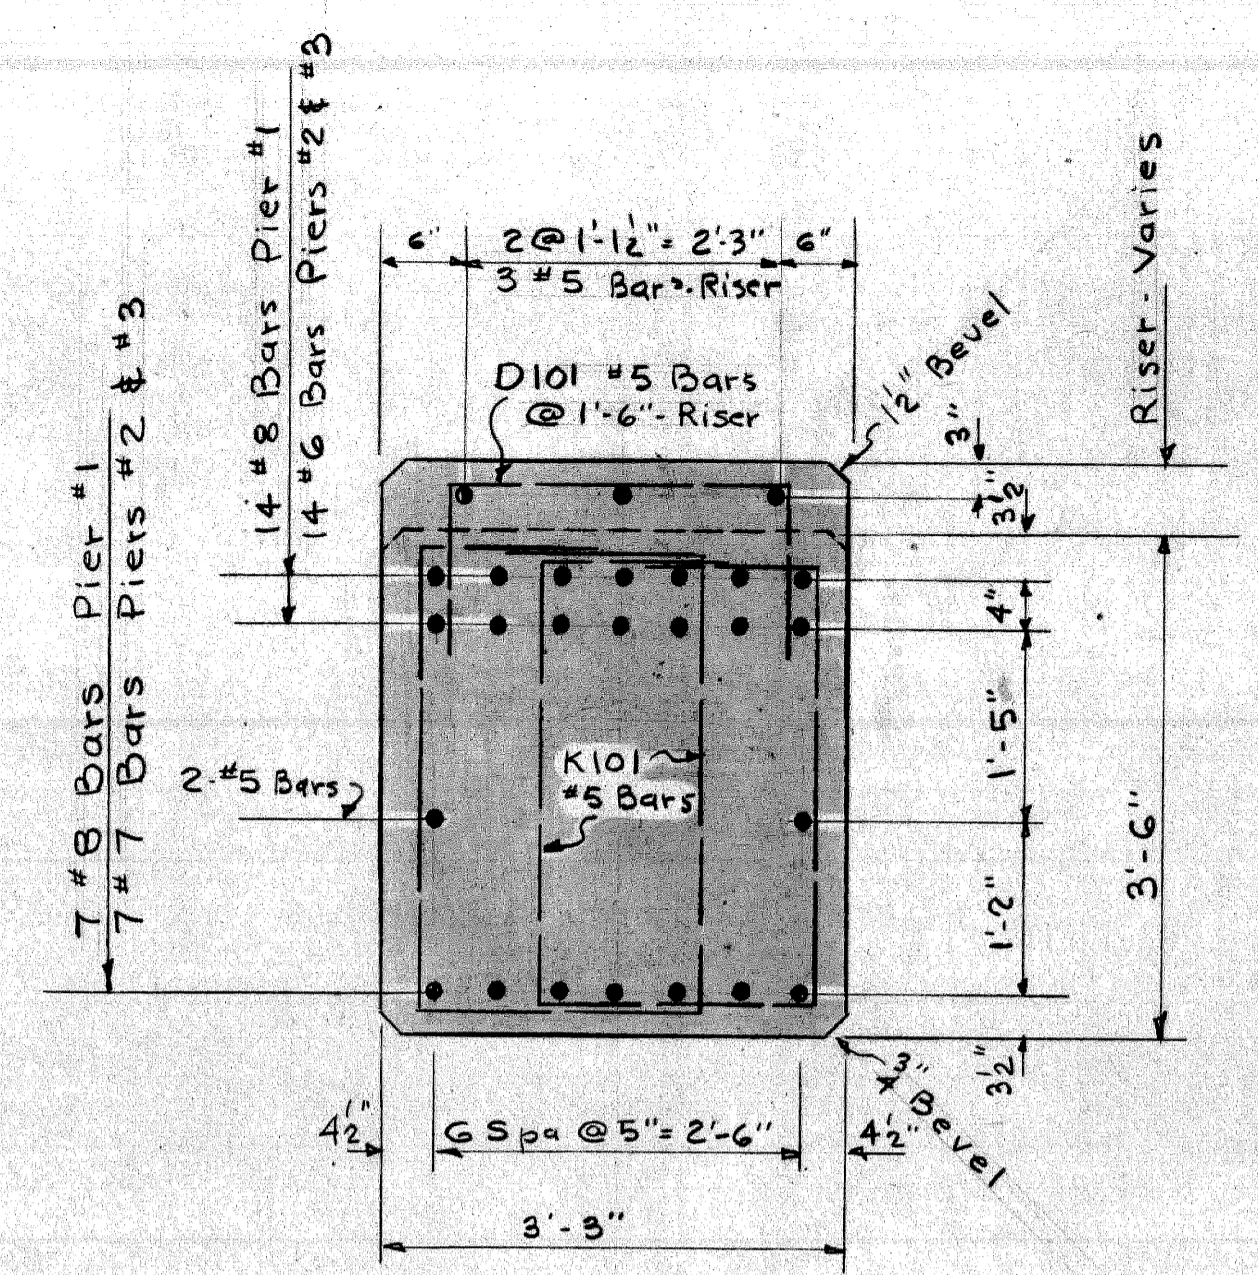 14 #8 Bars Pier #1
14 #6 Bars Piers #2 & #3
7 #8 Bars Pier #1
7 #7 Bars Piers #2 & #3
6" 2 @ 1'-1½" = 2'-3" 6"
3 #5 Bars-Riser
D101 #5 Bars
@ 1'-6"- Riser
1½" Bevel
3"
Riser - Varies
3½"
4"
1'-5"
3'-6"
1'-2"
3½"
2-#5 Bars
K101
#5 Bars
4½" 6 Spa @ 5" = 2'-6" 4½"
3" Bevel
3'-3"